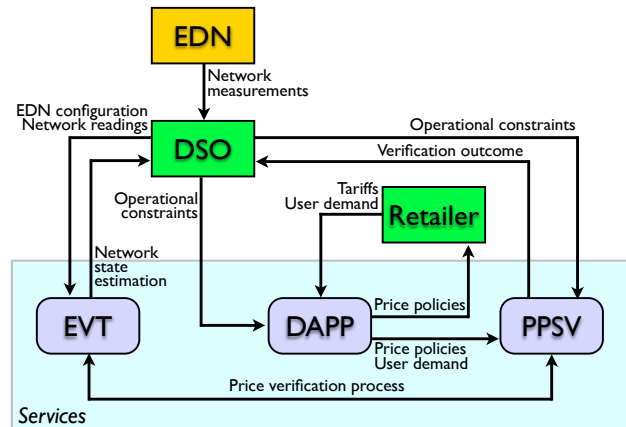 EDN
Network
measurements
EDN configuration
Network readings
DSO
Operational constraints
Verification outcome
Operational
constraints
Tariffs
User demand
Retailer
Network
state
estimation
EVT
DAPP
Price policies
PPSV
Price policies
User demand
Price verification process
Services